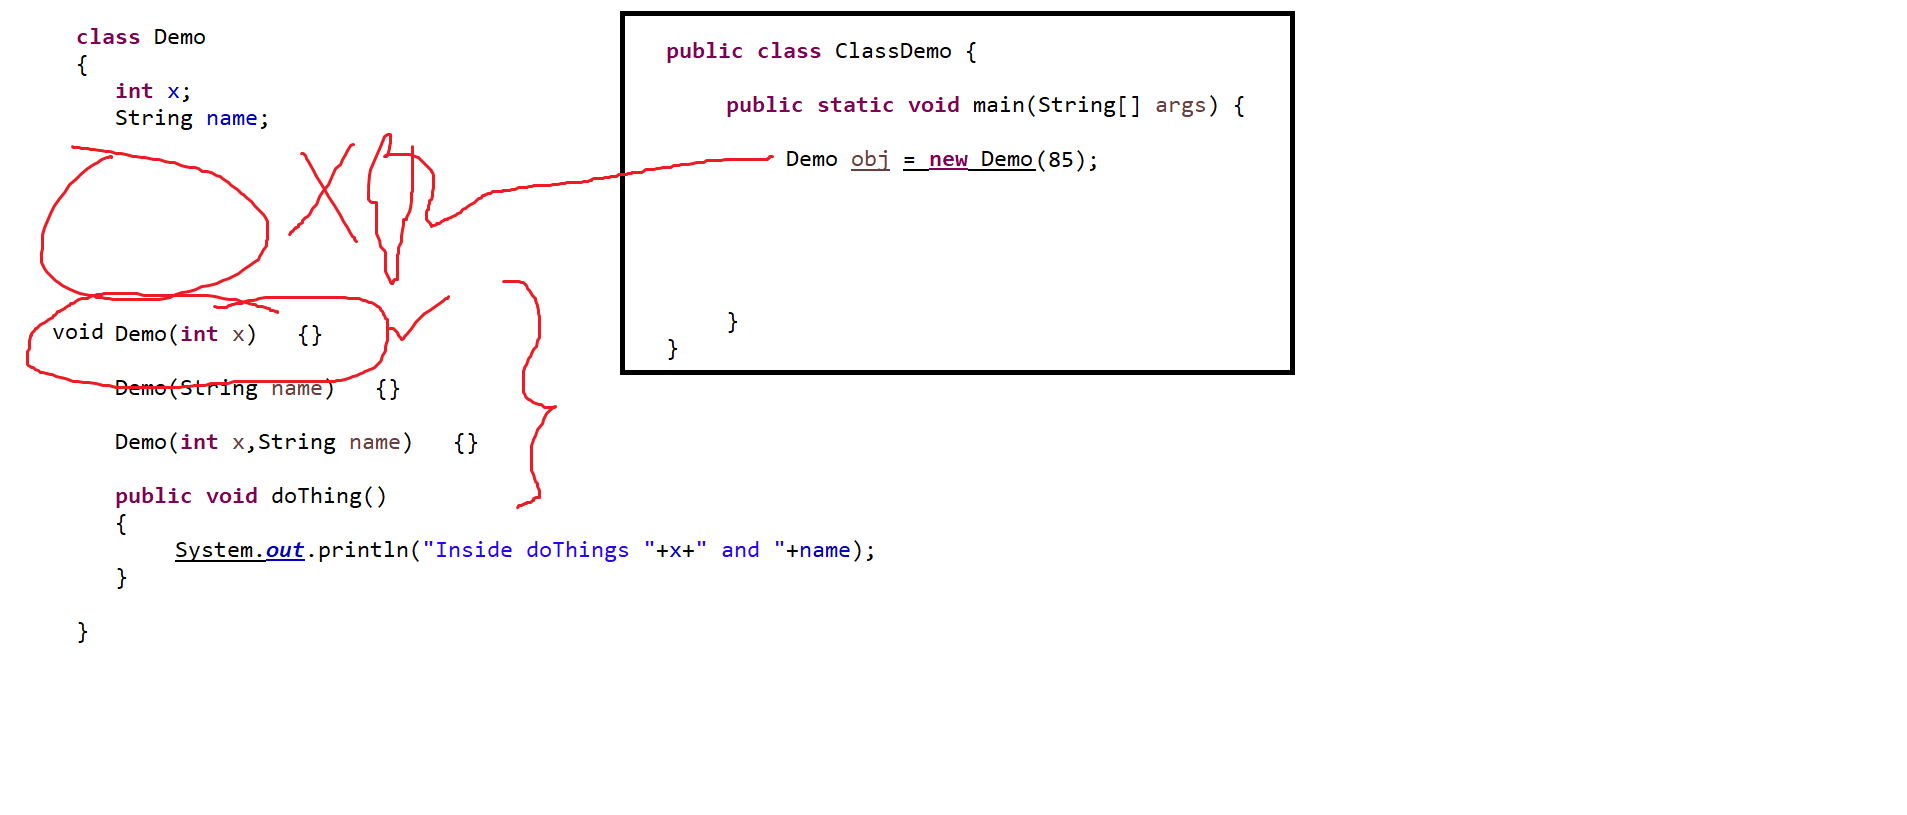 class Demo
{
int x;
String name;
void Demo(int x) {}
Demo(String name) {}
Demo(int x,String name) {}
public void doThing()
{
System.out.println("Inside doThings "+x+" and "+name);
}
}
public class ClassDemo {
public static void main(String[] args) {
Demo obj = new Demo(85);
}
}